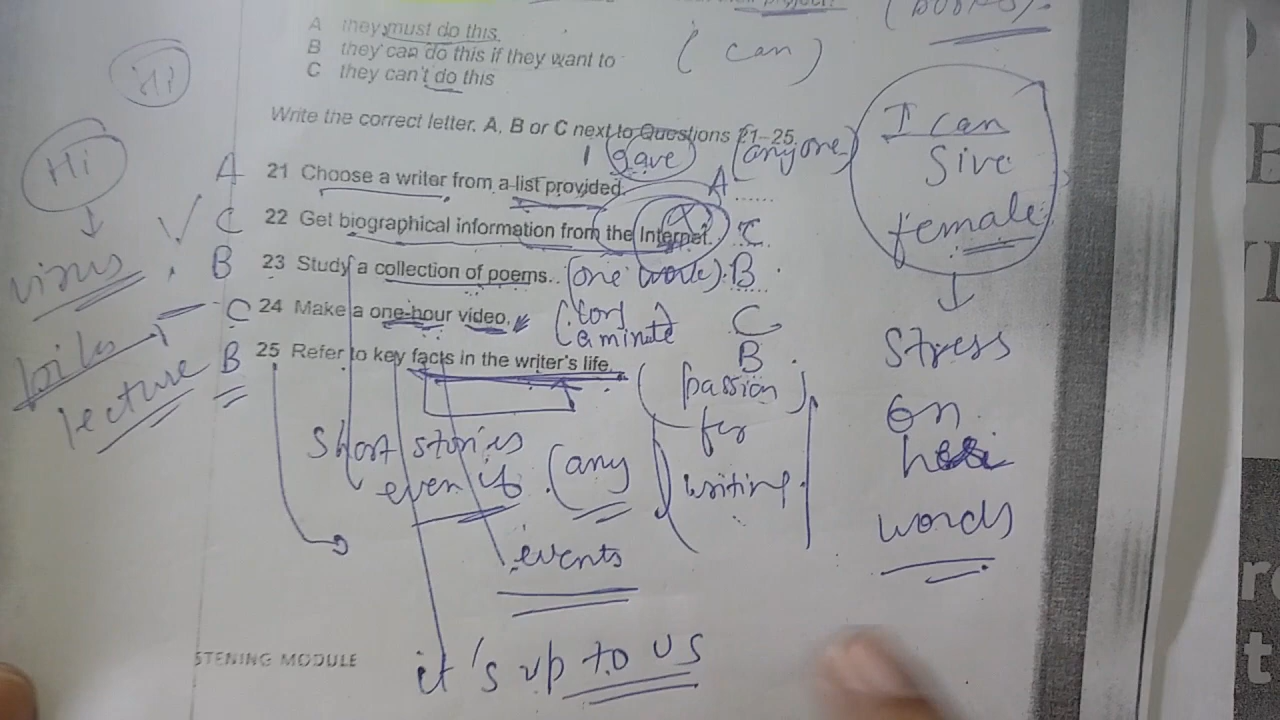 project?
(books).
A they must do this,
B they can do this if they want to
C they can't do this
( can )
Hi
Write the correct letter, A, B or C next to Questions 21–25.
I gave
(anyone)
A 21 Choose a writer from a list provided. A ......
C 22 Get biographical information from the Internet. C
B 23 Study a collection of poems.. (one work). B
C 24 Make a one-hour video. (for a minute) C
B 25 Refer to key facts in the writer's life. B
Hi
virus
lecture
I can
Sive
female
Stress
on
words
(passion)
for
writing.
Short stories
even if (any
events
it's up to us
STENING MODULE